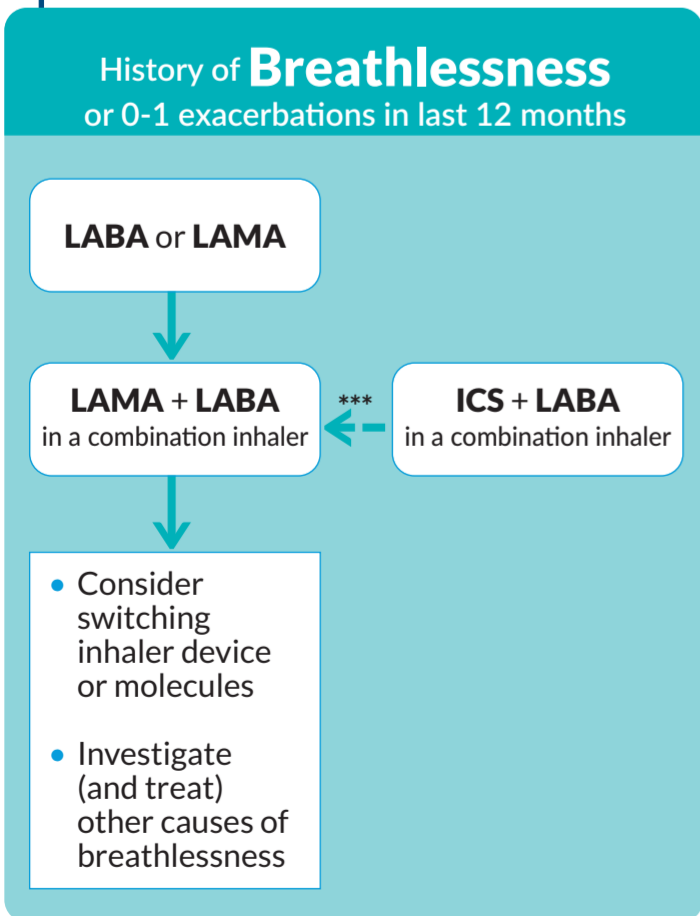 History of Breathlessness
or 0-1 exacerbations in last 12 months
LABA or LAMA
LAMA + LABA
in a combination inhaler
***
ICS + LABA
in a combination inhaler
• Consider
switching
inhaler device
or molecules
• Investigate
(and treat)
other causes of
breathlessness